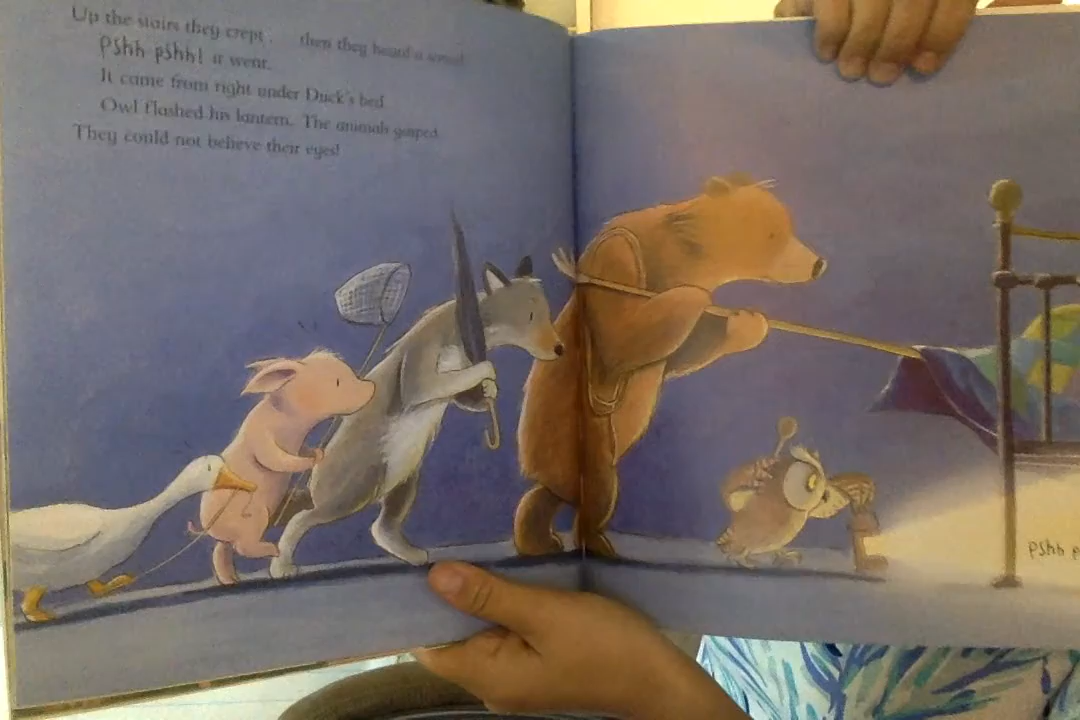 Up the stairs they crept . then they heard a sound
Pshh pshh! it went.
It came from right under Duck's bed
Owl flashed his lantern. The animals gasped
They could not believe their eyes!
Pshh